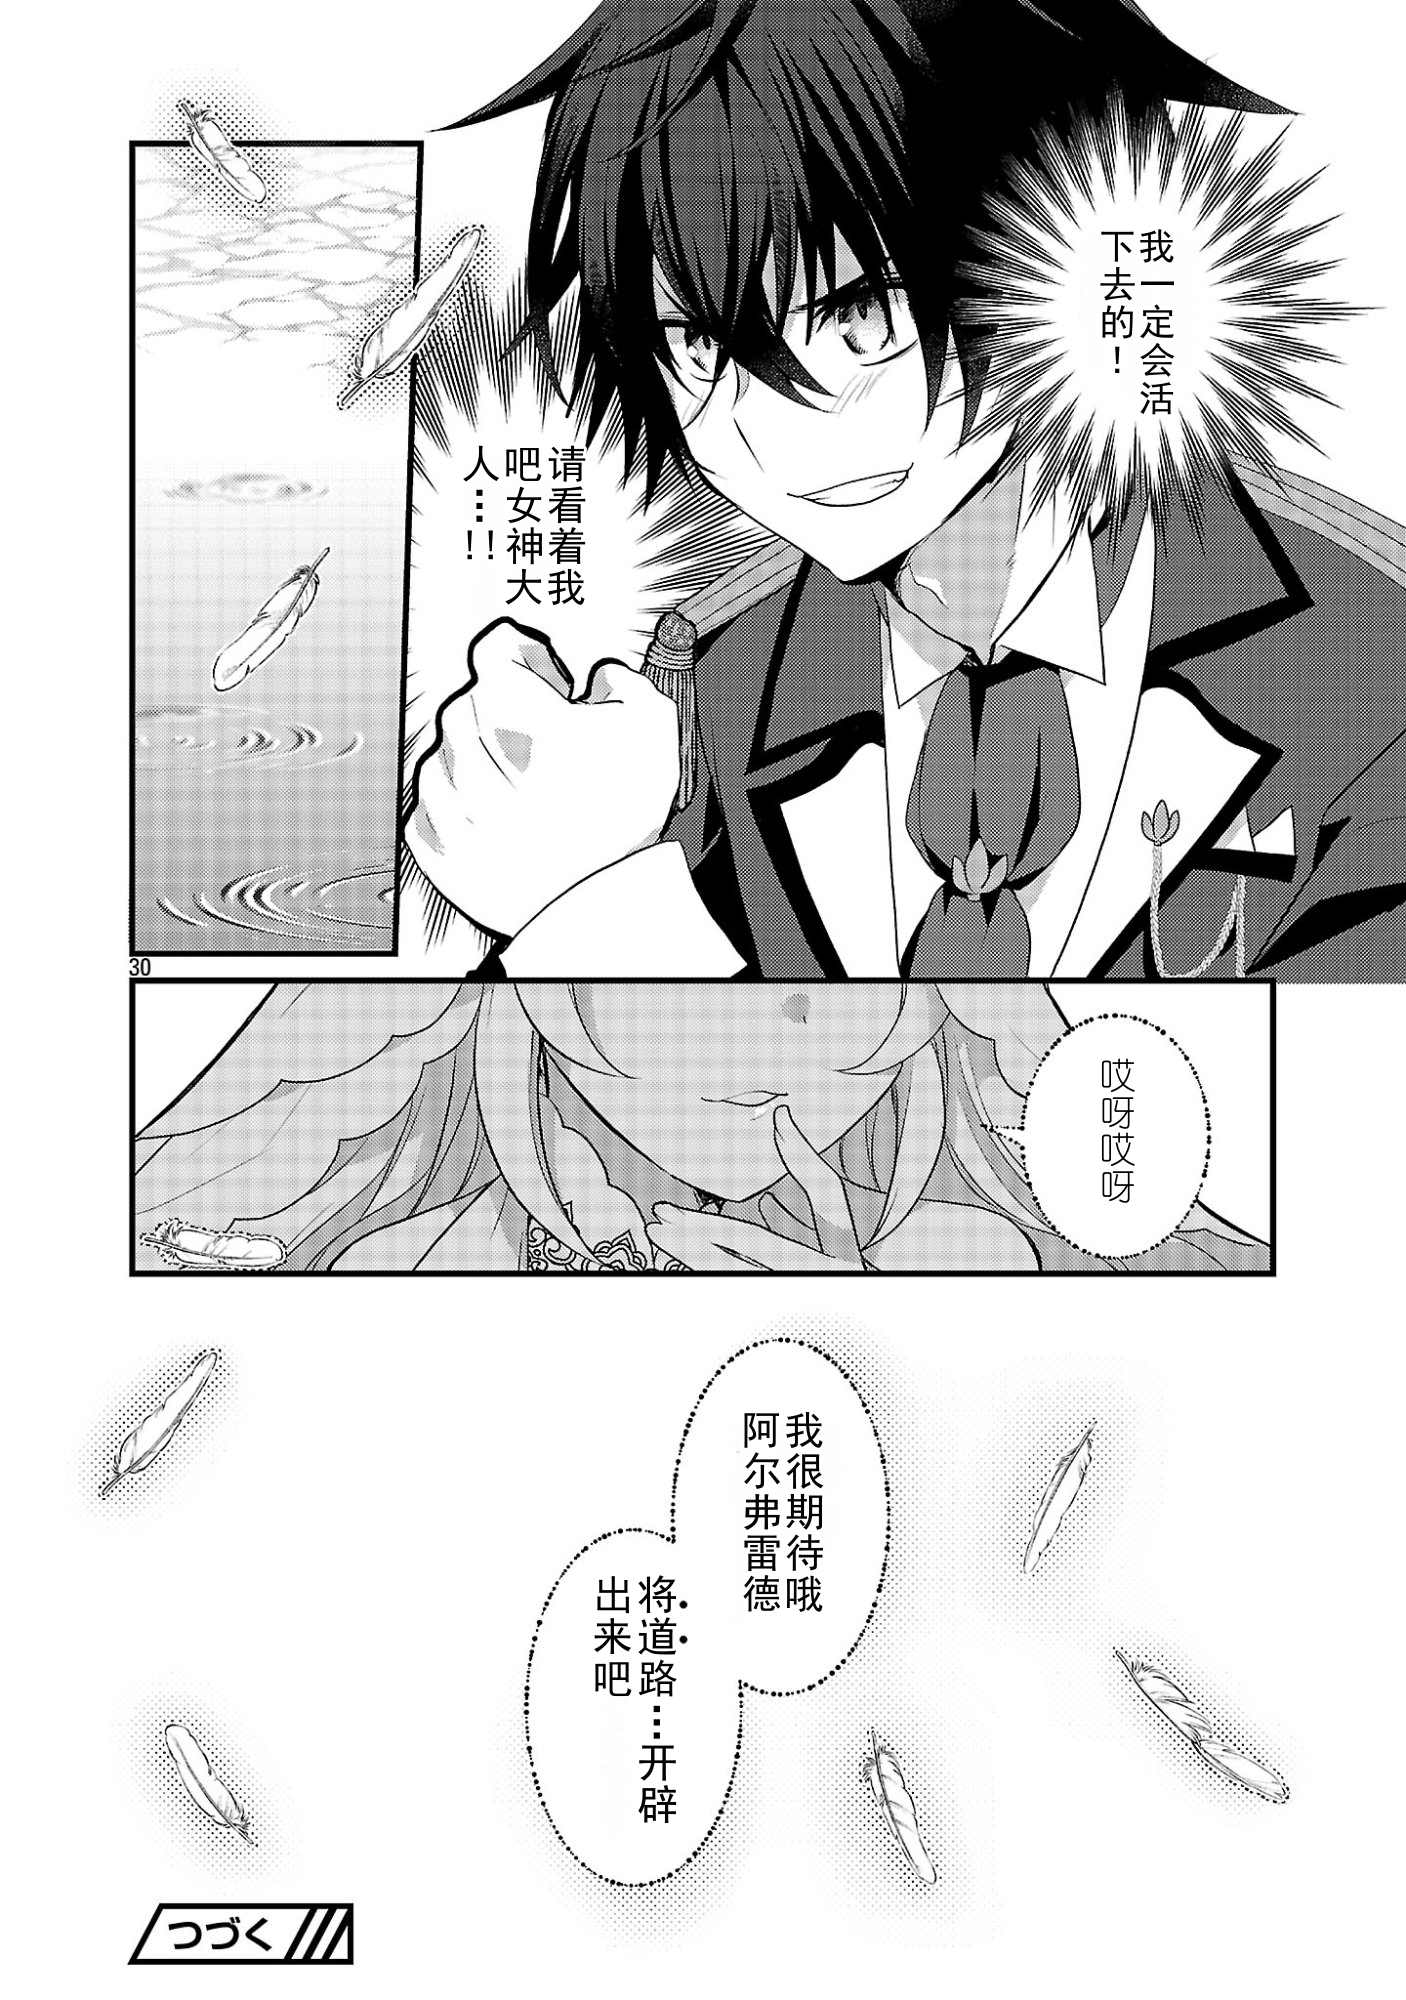 我一定会活
下去的！
请看着我
吧女神大
人…!!
30
哎呀哎呀
我很期待哦
阿尔弗雷德
将道路…开辟
出来吧
つづく